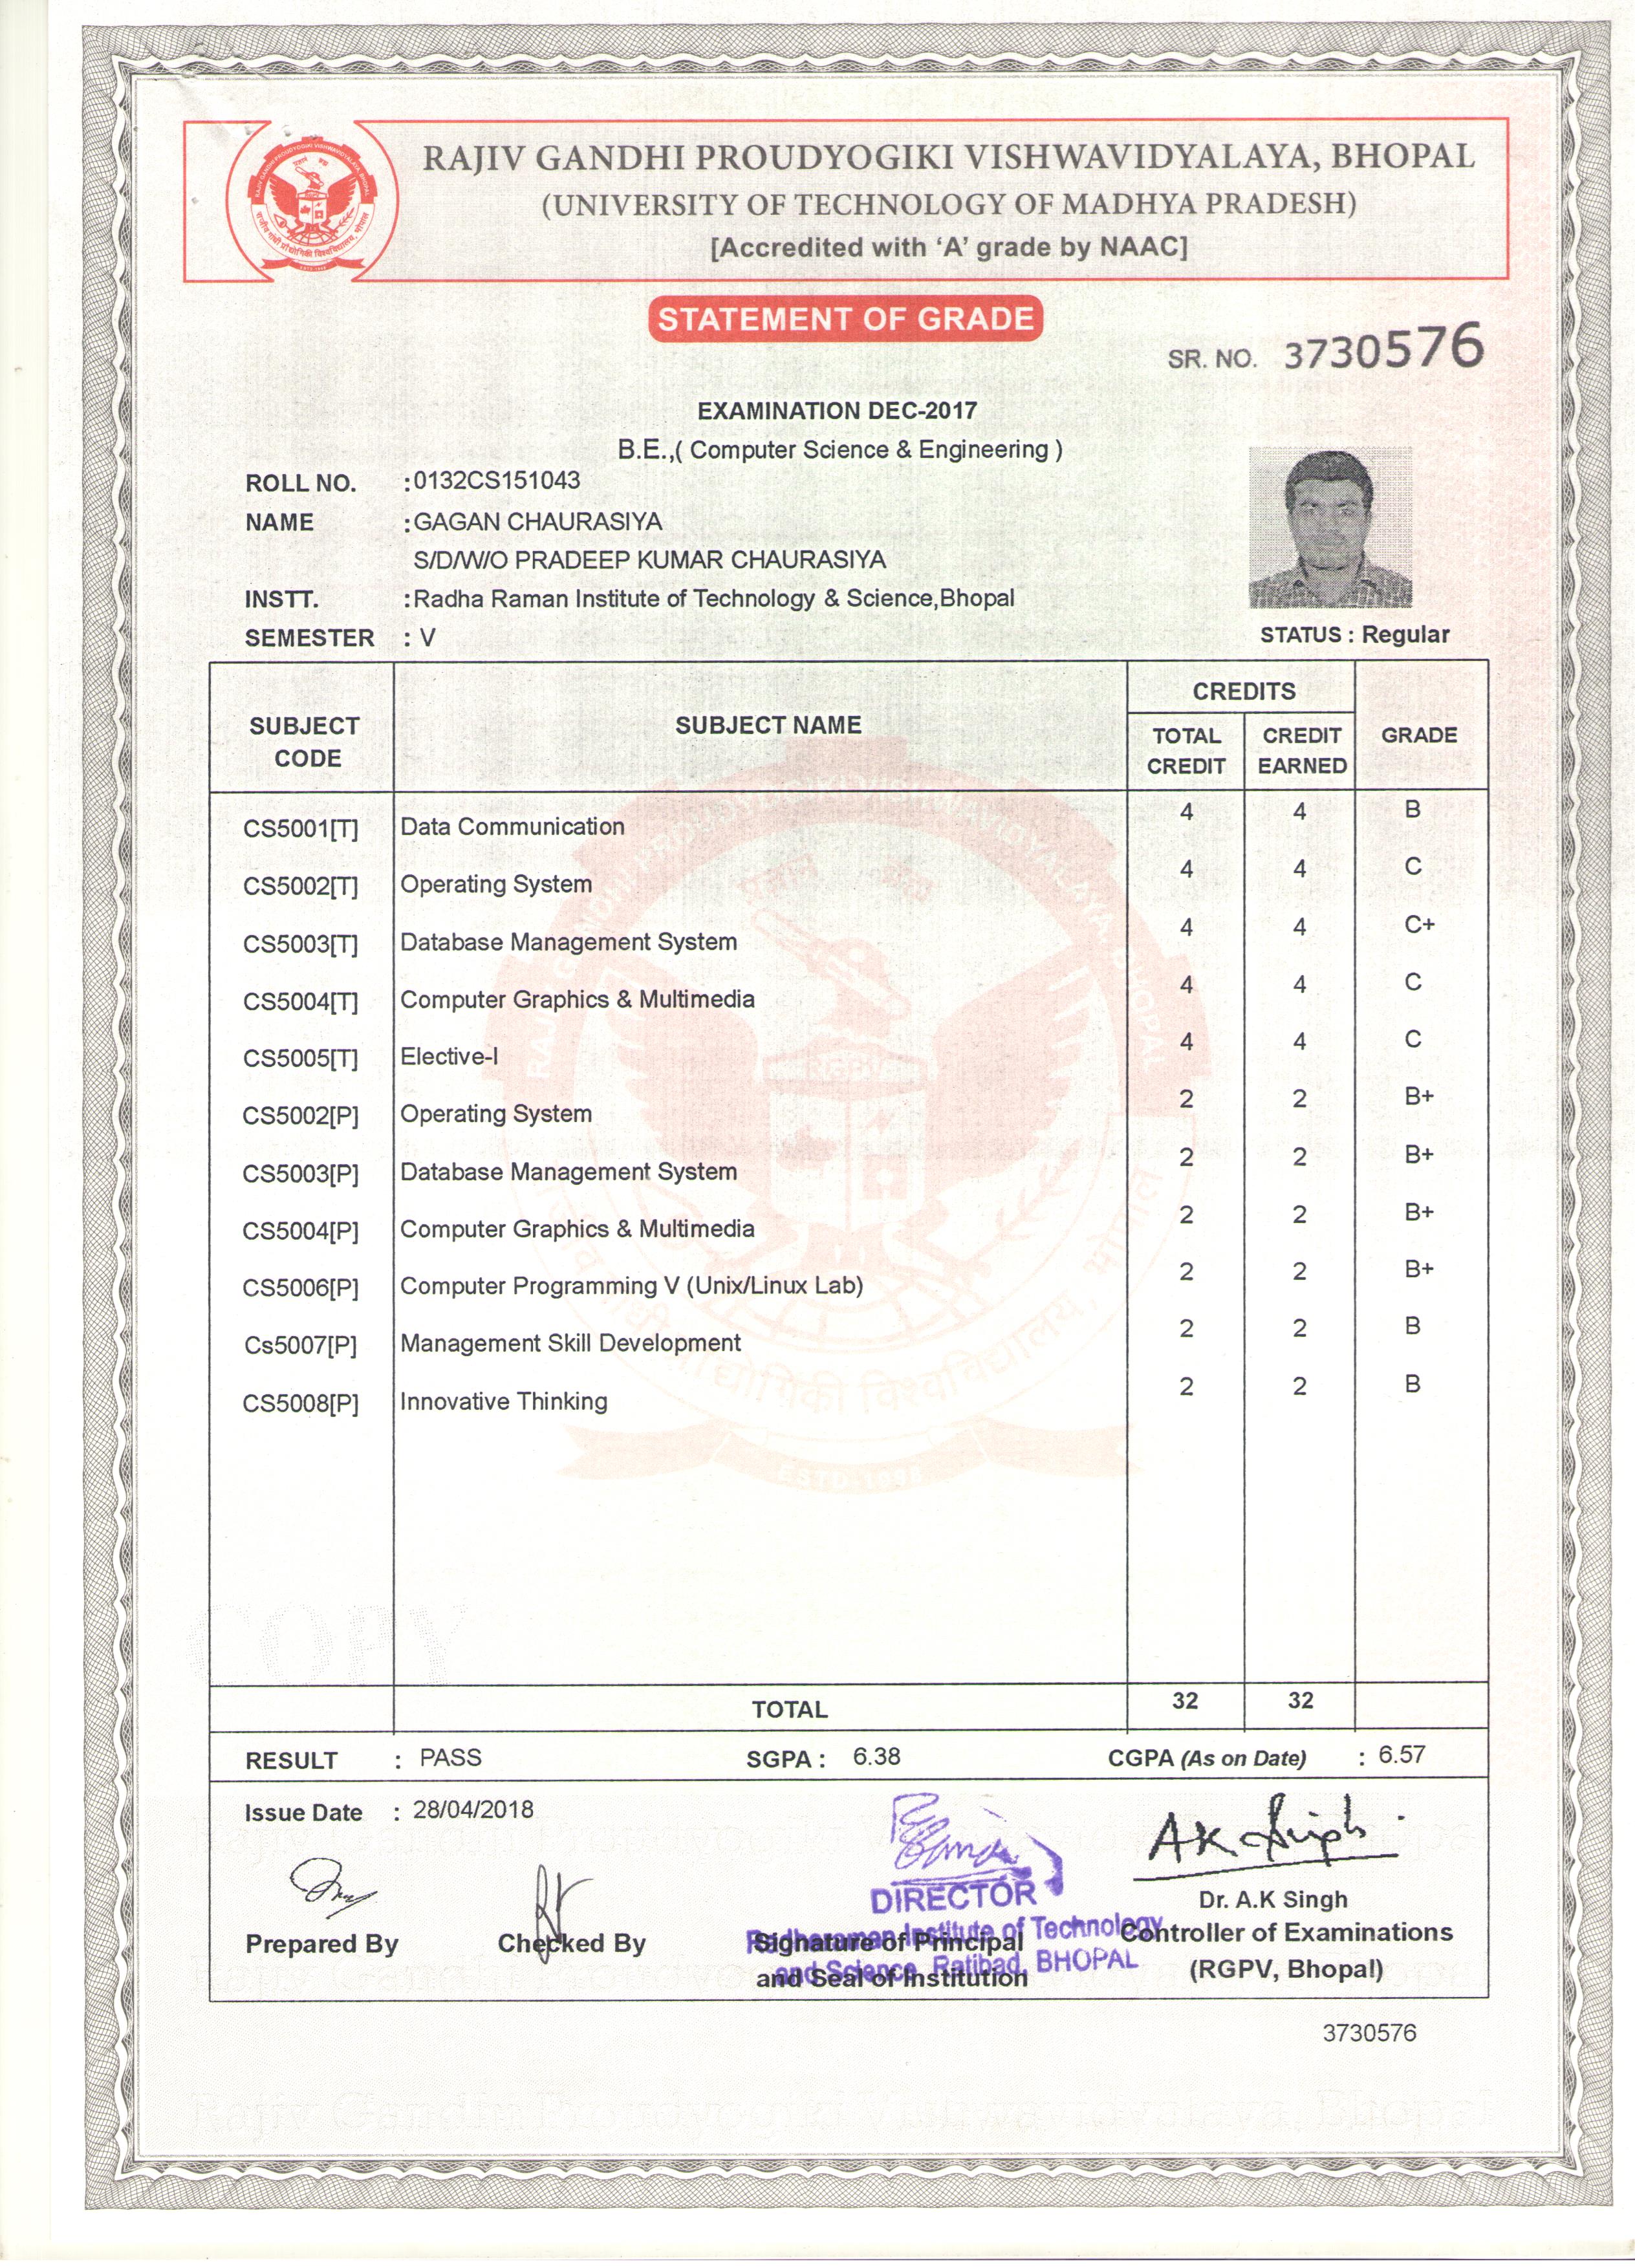 RAJIV GANDHI PROUDYOGIKI VISHWAVIDYALAYA, BHOPAL
(UNIVERSITY OF TECHNOLOGY OF MADHYA PRADESH)
[Accredited with ‘A’ grade by NAAC]
STATEMENT OF GRADE
SR. NO. 3730576
EXAMINATION DEC-2017
B.E.,( Computer Science & Engineering )
ROLL NO. :0132CS151043
NAME :GAGAN CHAURASIYA
S/D/W/O PRADEEP KUMAR CHAURASIYA
INSTT. :Radha Raman Institute of Technology & Science,Bhopal
SEMESTER : V STATUS : Regular
SUBJECT CODE SUBJECT NAME CREDITS TOTAL CREDIT CREDIT EARNED GRADE
CS5001[T] Data Communication 4 4 B
CS5002[T] Operating System 4 4 C
CS5003[T] Database Management System 4 4 C+
CS5004[T] Computer Graphics & Multimedia 4 4 C
CS5005[T] Elective-I 4 4 C
CS5002[P] Operating System 2 2 B+
CS5003[P] Database Management System 2 2 B+
CS5004[P] Computer Graphics & Multimedia 2 2 B+
CS5006[P] Computer Programming V (Unix/Linux Lab) 2 2 B+
Cs5007[P] Management Skill Development 2 2 B
CS5008[P] Innovative Thinking 2 2 B
COPY
TOTAL 32 32
RESULT : PASS SGPA : 6.38 CGPA (As on Date) : 6.57
Issue Date : 28/04/2018
AK Singh
DIRECTOR
Radharaman Institute of Technology
and Science, Ratibad, BHOPAL
Dr. A.K Singh
Prepared By Checked By Signature of Principal Controller of Examinations
and Seal of Institution (RGPV, Bhopal)
3730576